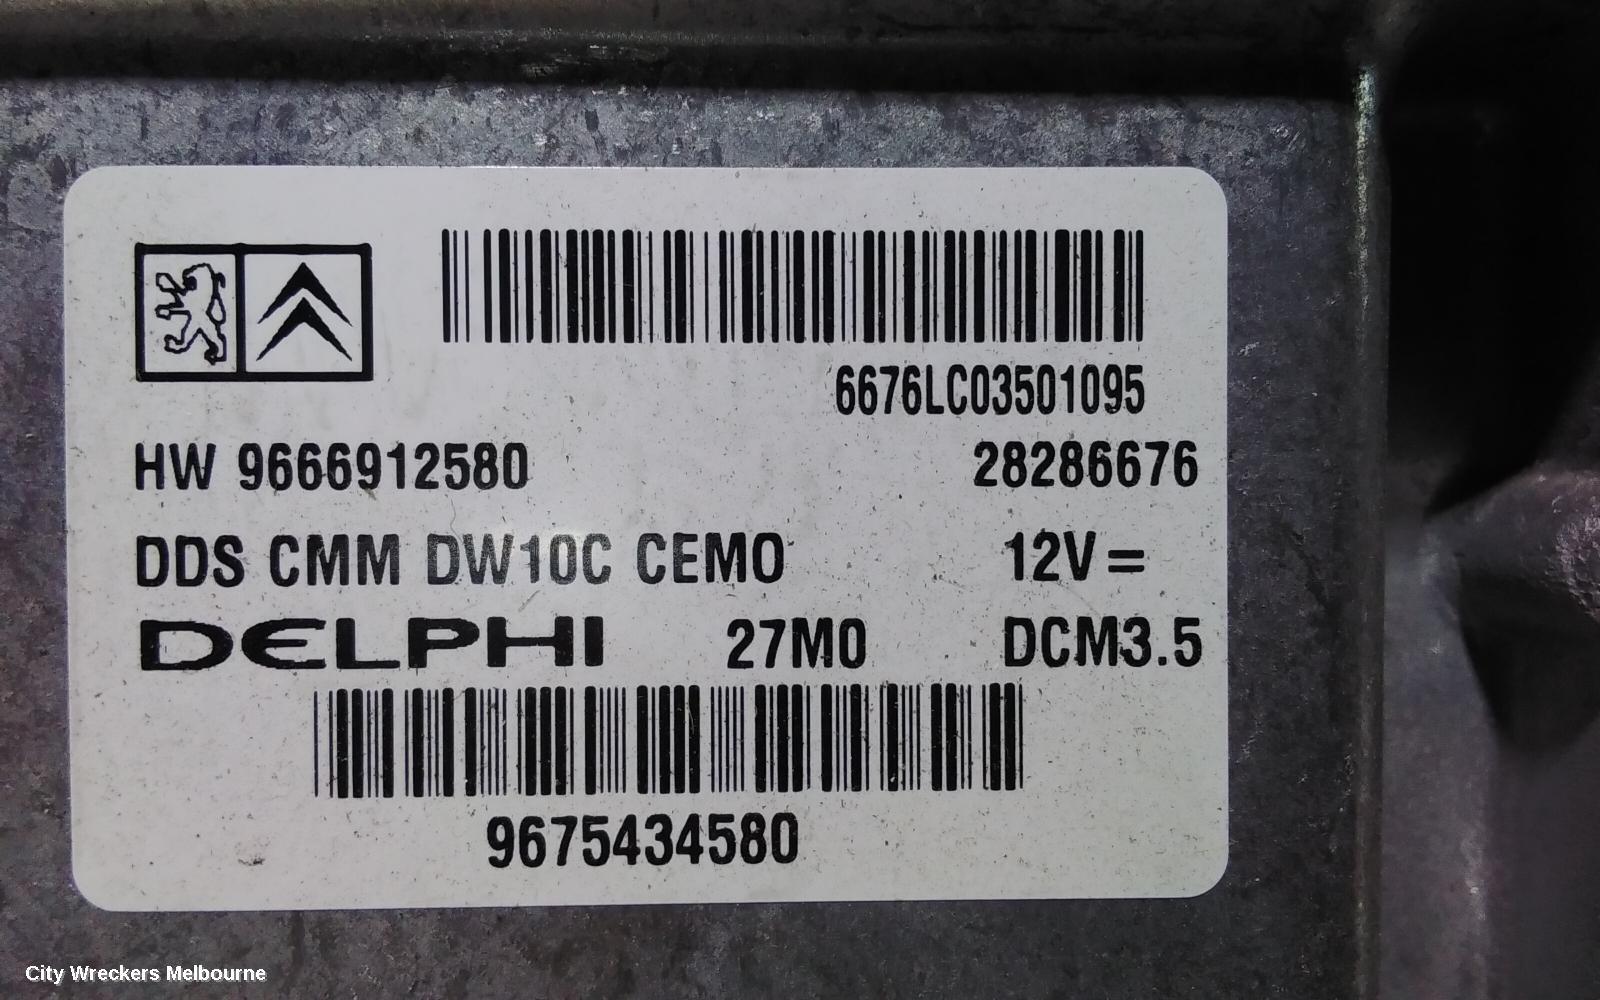 6676LC03501095
HW 9666912580 28286676
DDS CMM DW10C CEMO 12V=
DELPHI 27M0 DCM3.5
9675434580
City Wreckers Melbourne